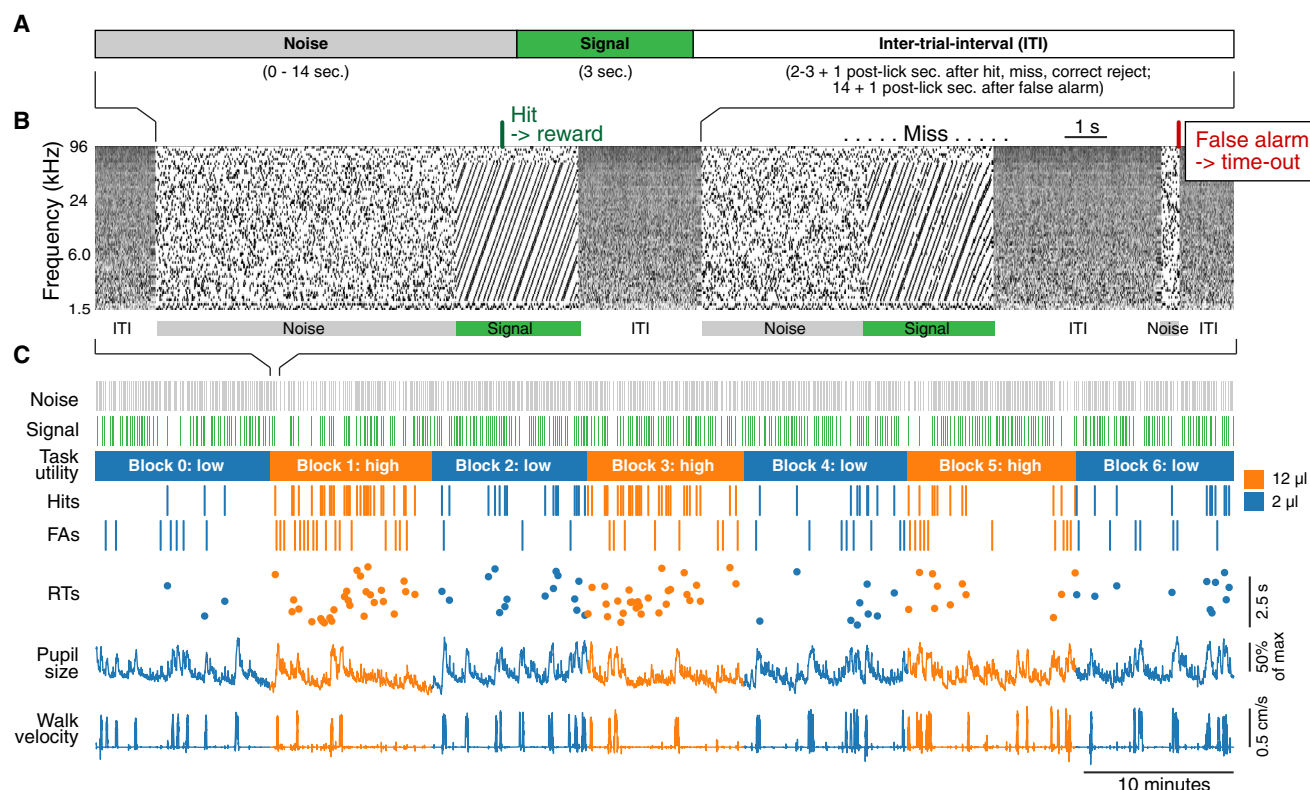 A
Noise
Signal
Inter-trial-interval (ITI)
(0 - 14 sec.)
(3 sec.)
(2-3 + 1 post-lick sec. after hit, miss, correct reject;
14 + 1 post-lick sec. after false alarm)
B
Hit
-> reward
. . . . . Miss . . . . .
1 s
False alarm
-> time-out
Frequency (kHz)
96
24
6.0
1.5
ITI
Noise
Signal
ITI
Noise
Signal
ITI
Noise
ITI
C
Noise
Signal
Task
utility
Block 0: low
Block 1: high
Block 2: low
Block 3: high
Block 4: low
Block 5: high
Block 6: low
12 µl
2 µl
Hits
FAs
RTs
2.5 s
Pupil
size
50%
of max
Walk
velocity
0.5 cm/s
10 minutes